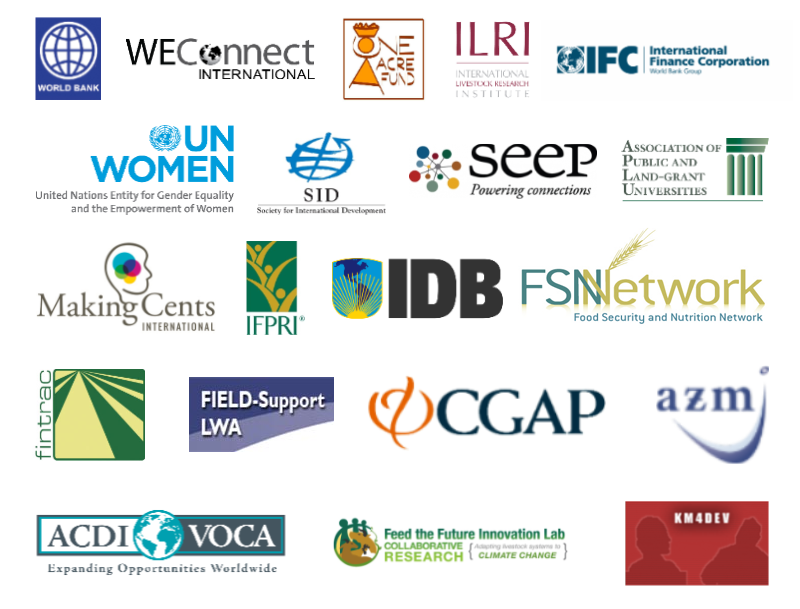 WORLD BANK
WEConnect
INTERNATIONAL
ONE
ACRE
FUND
ILRI
INTERNATIONAL
LIVESTOCK RESEARCH
INSTITUTE
IFC
International
Finance Corporation
World Bank Group
UN
WOMEN
United Nations Entity for Gender Equality
and the Empowerment of Women
SID
Society for International Development
SEEP
Powering connections
ASSOCIATION OF
PUBLIC AND
LAND-GRANT
UNIVERSITIES
MakingCents
INTERNATIONAL
IFPRI®
IDB
FSNNetwork
Food Security and Nutrition Network
fintrac
FIELD-Support
LWA
CGAP
azm
ACDI VOCA
Expanding Opportunities Worldwide
Feed the Future Innovation Lab
COLLABORATIVE
RESEARCH
{Adapting livestock systems to
CLIMATE CHANGE}
KM4DEV